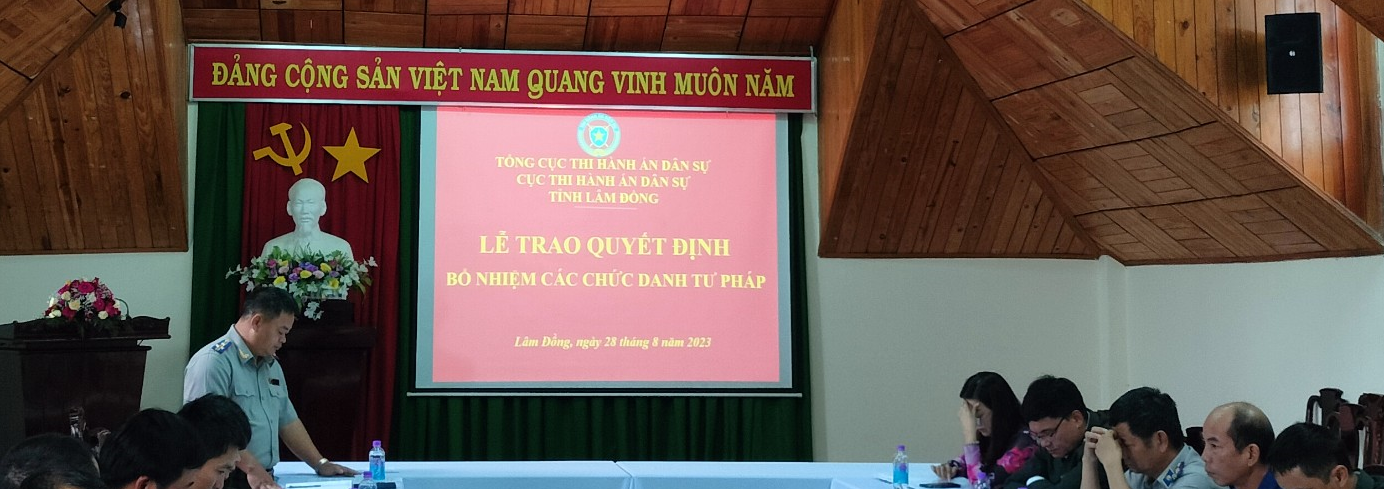 ĐẢNG CỘNG SẢN VIỆT NAM QUANG VINH MUÔN NĂM
TỔNG CỤC THI HÀNH ÁN DÂN SỰ
CỤC THI HÀNH ÁN DÂN SỰ
TỈNH LÂM ĐỒNG
LỄ TRAO QUYẾT ĐỊNH
BỔ NHIỆM CÁC CHỨC DANH TƯ PHÁP
Lâm Đồng, ngày 28 tháng 8 năm 2023